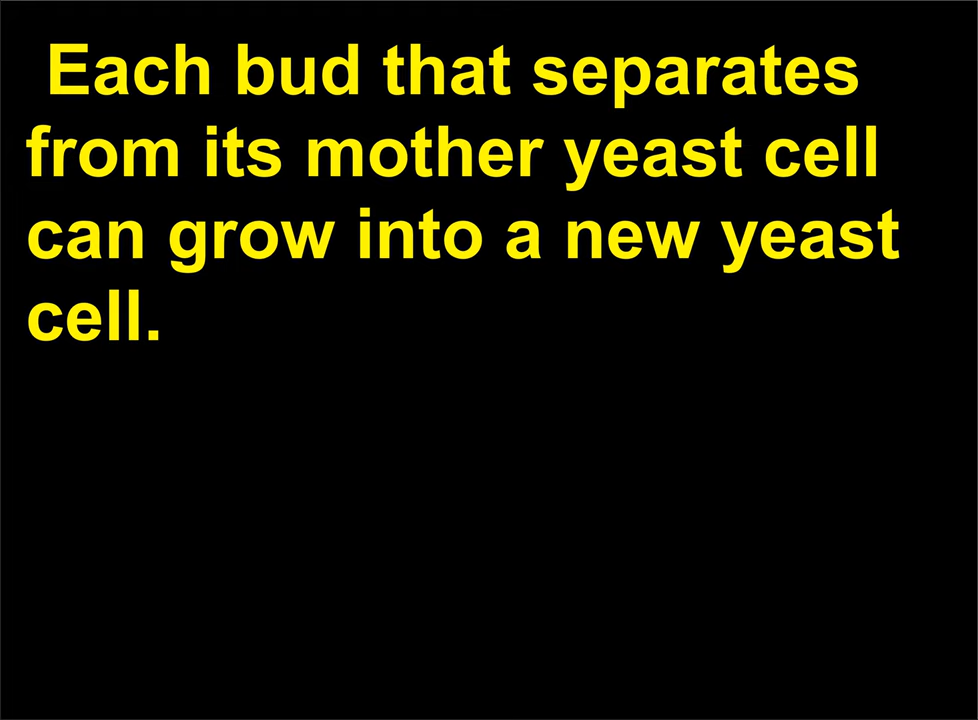 Each bud that separates
from its mother yeast cell
can grow into a new yeast
cell.